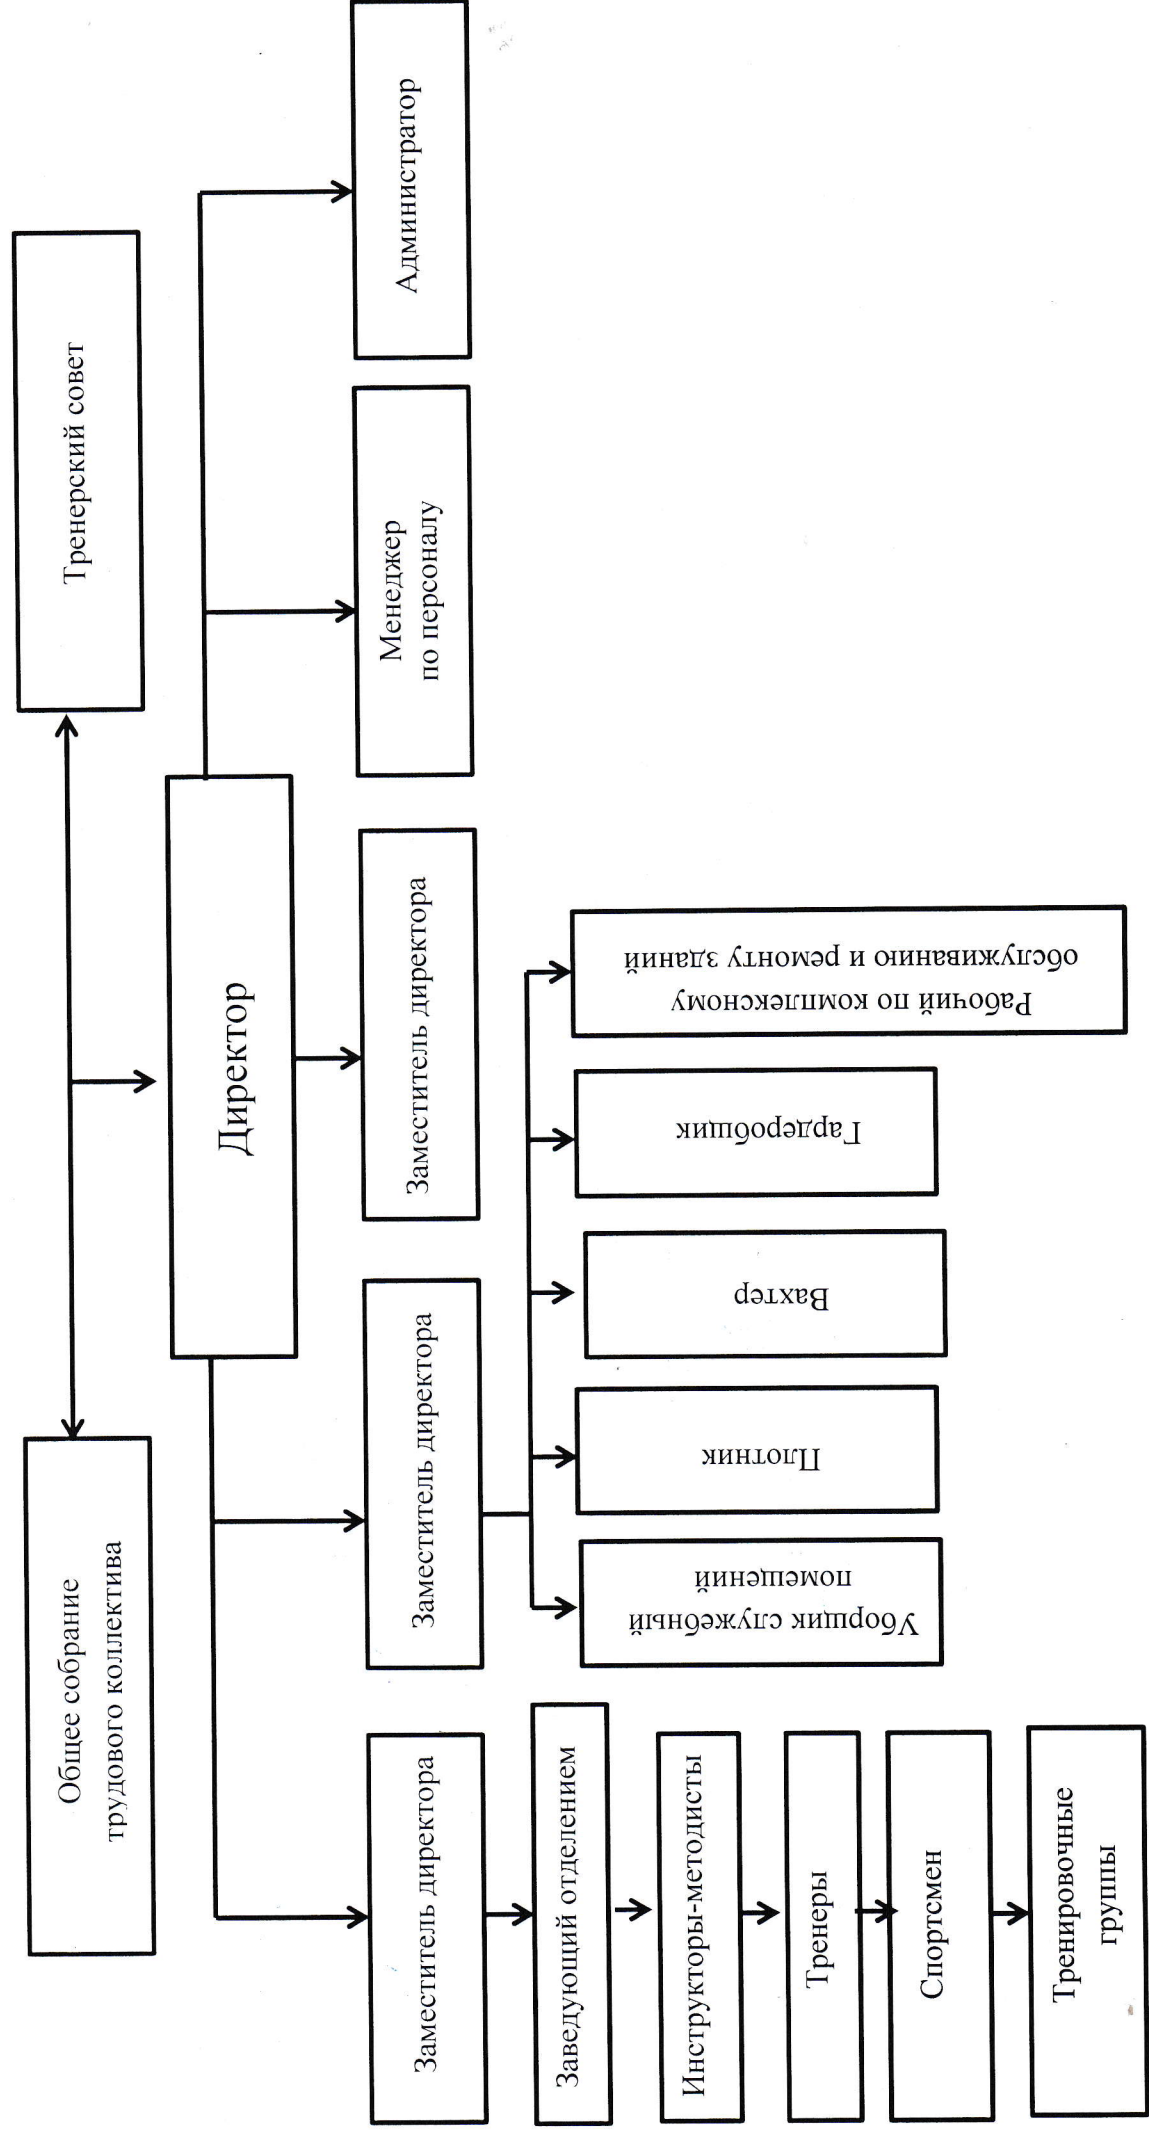 Общее собрание
трудового коллектива
Тренерский совет
Директор
Заместитель директора
Заместитель директора
Заместитель директора
Менеджер
по персоналу
Администратор
Заведующий отделением
Инструкторы-методисты
Тренеры
Спортсмен
Тренировочные
группы
Уборщик служебный
помещений
Плотник
Вахтер
Гардеробщик
Рабочий по комплексному
обслуживанию и ремонту зданий